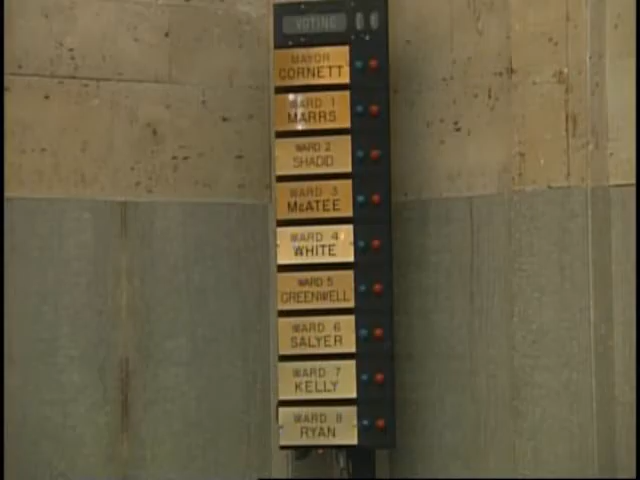 VOTING
MAYOR
CORNETT
WARD 1
MARRS
WARD 2
SHADID
WARD 3
McATEE
WARD 4
WHITE
WARD 5
GREENWELL
WARD 6
SALYER
WARD 7
KELLY
WARD 8
RYAN